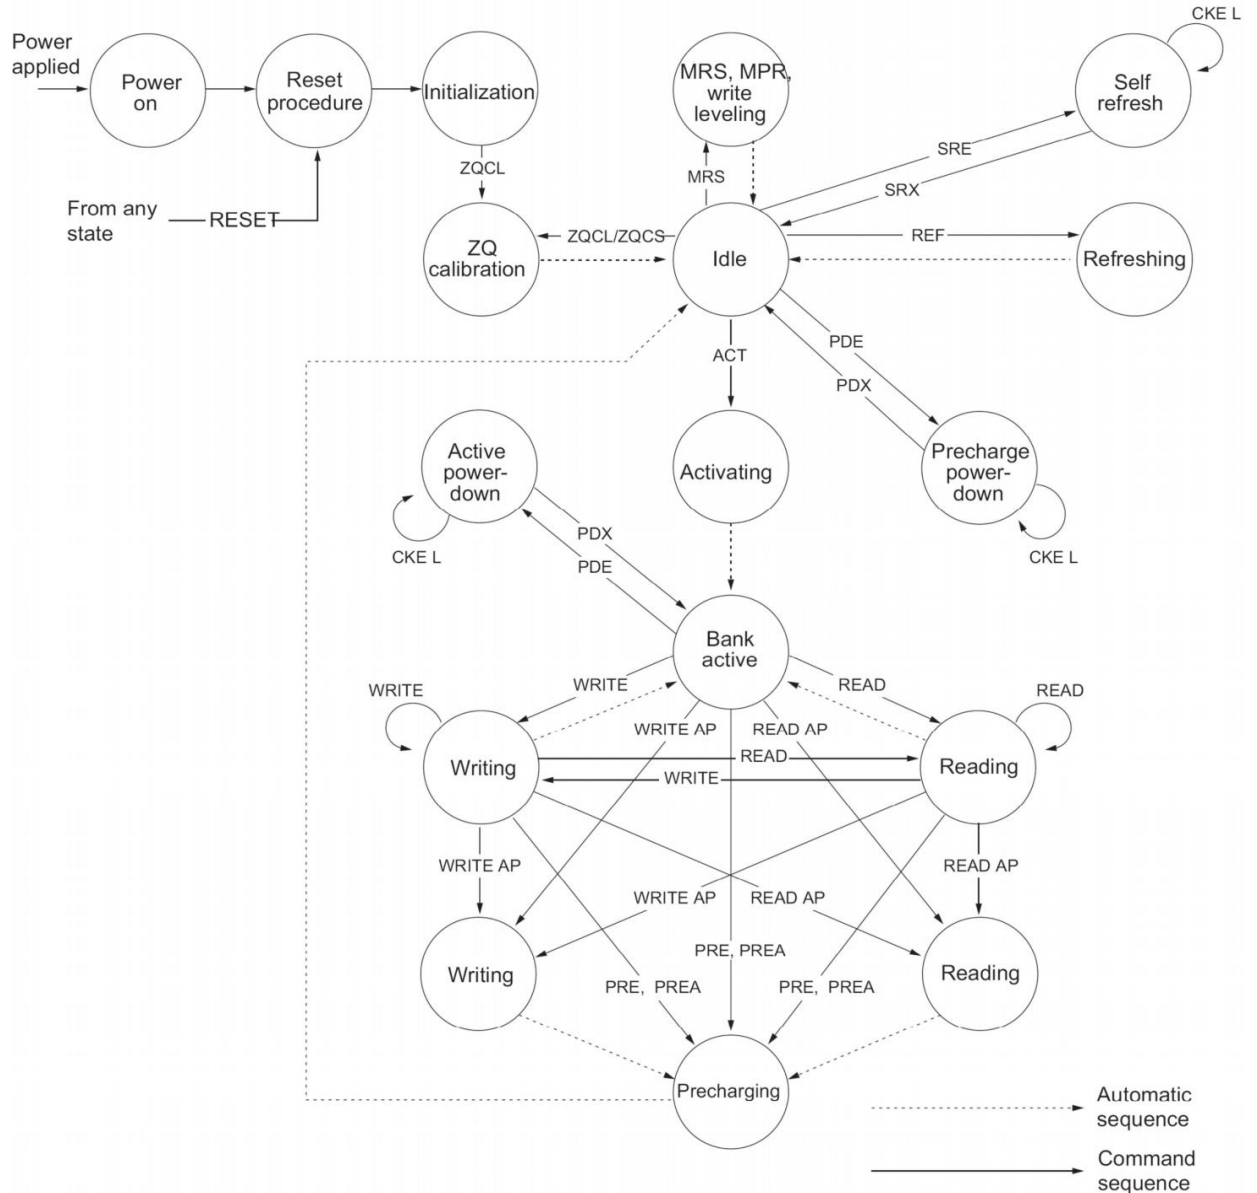 CKE L
Power
applied
Power
on
Reset
procedure
Initialization
MRS, MPR,
write
leveling
Self
refresh
ZQCL
MRS
SRE
SRX
From any
state
RESET
ZQ
calibration
ZQCL/ZQCS
Idle
REF
Refreshing
ACT
PDE
PDX
Active
power-
down
Activating
Precharge
power-
down
CKE L
PDX
PDE
CKE L
Bank
active
WRITE
WRITE
READ
READ
WRITE AP
READ AP
Writing
READ
WRITE
Reading
WRITE AP
READ AP
WRITE AP
READ AP
Writing
PRE, PREA
PRE, PREA
PRE, PREA
Reading
Precharging
Automatic
sequence
Command
sequence